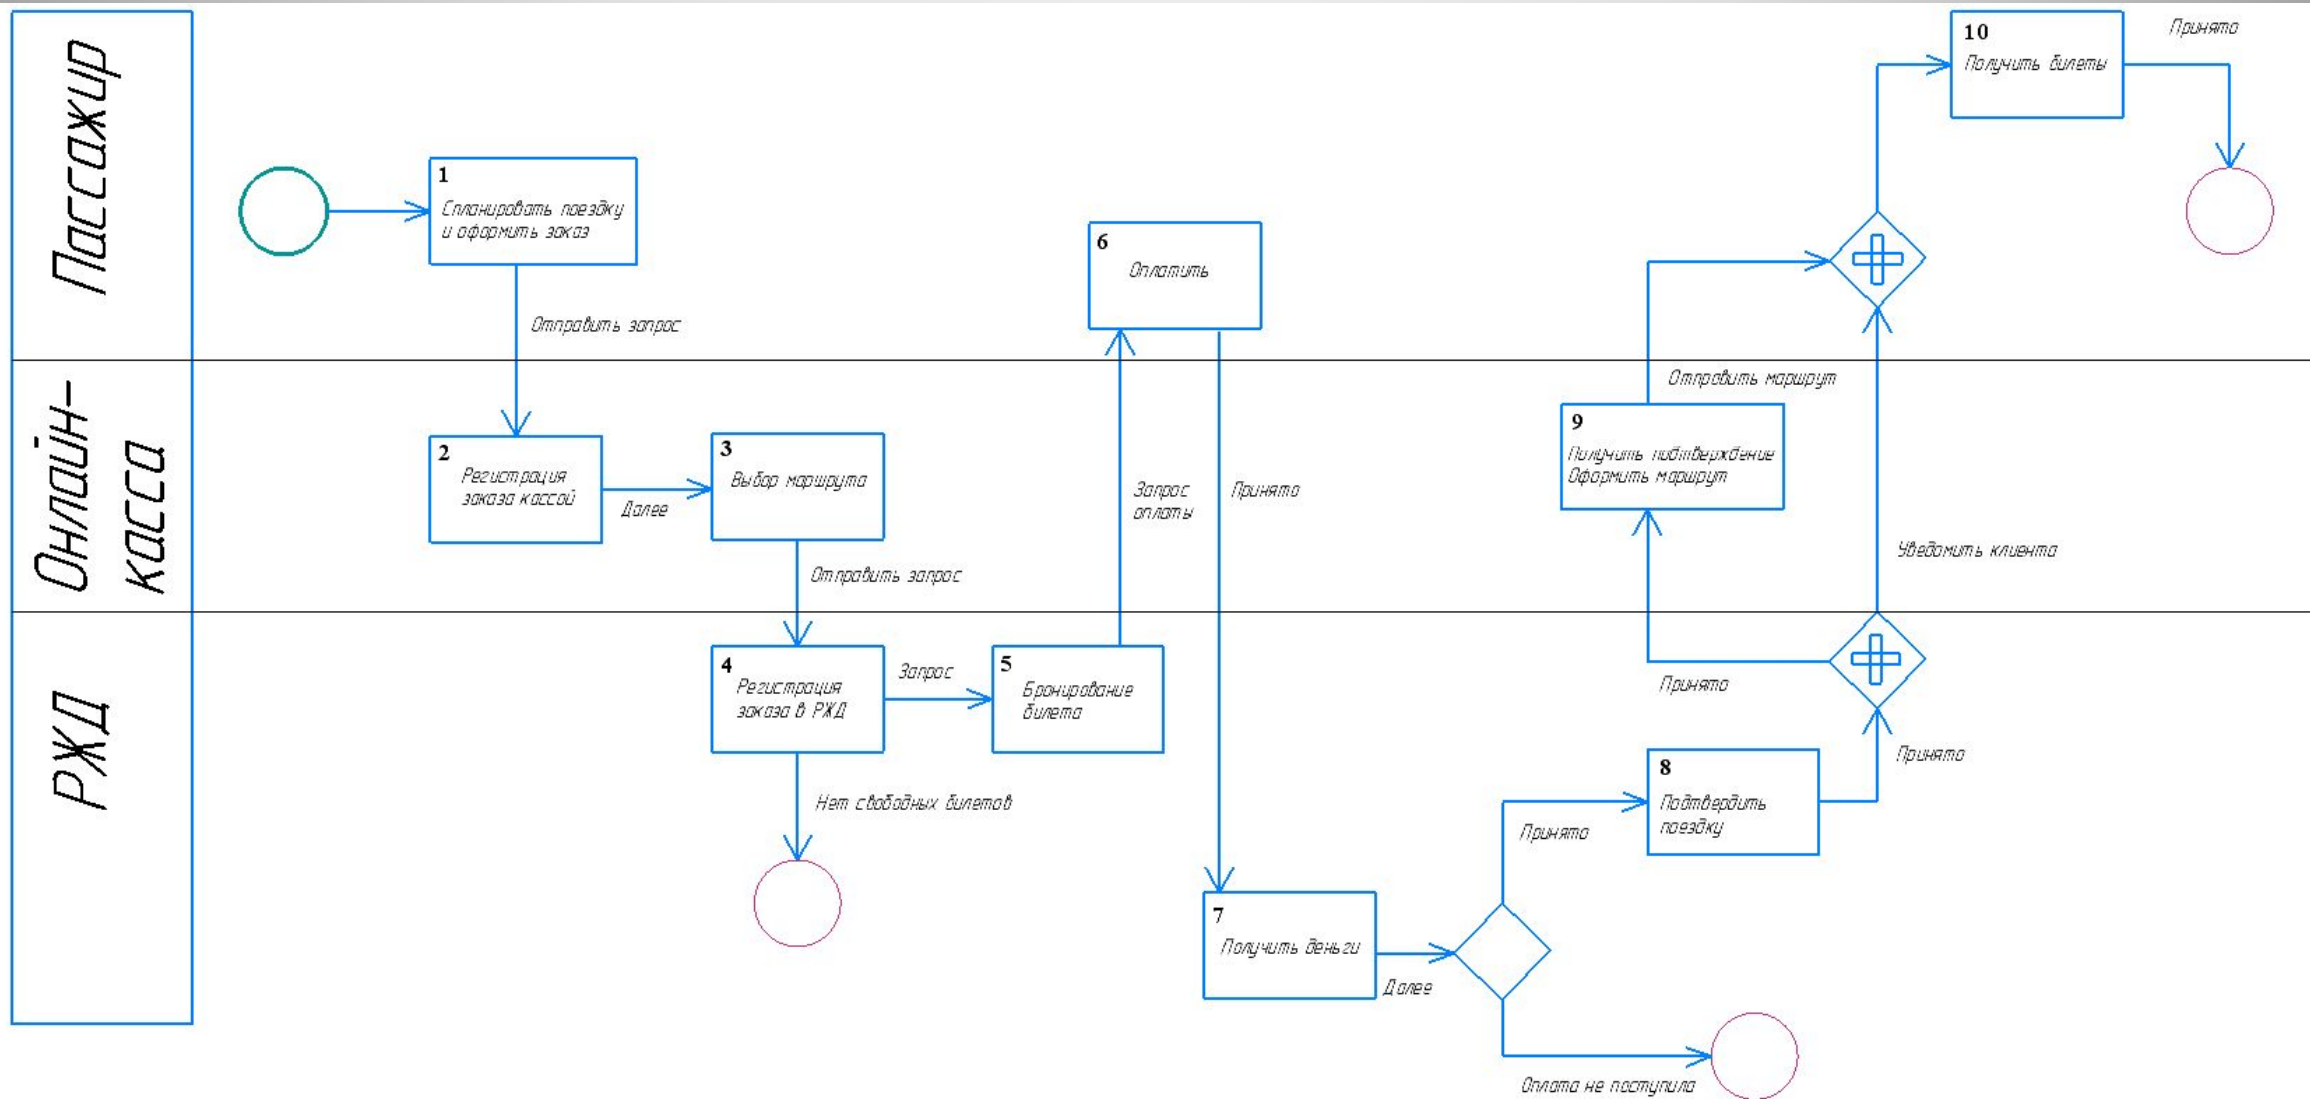 Пассажир
1
Спланировать поездку
и оформить заказ
Отправить запрос
6
Оплатить
10
Получить билеты
Принято
Онлайн-
касса
2
Регистрация
заказа кассой
Далее
3
Выбор маршрута
Отправить запрос
Запрос
оплаты
Принято
Отправить маршрут
9
Получить подтверждение
Оформить маршрут
Уведомить клиента
РЖД
4
Регистрация
заказа в РЖД
Запрос
5
Бронирование
билета
Нет свободных билетов
7
Получить деньги
Далее
Принято
8
Подтвердить
поездку
Принято
Принято
Оплата не поступила